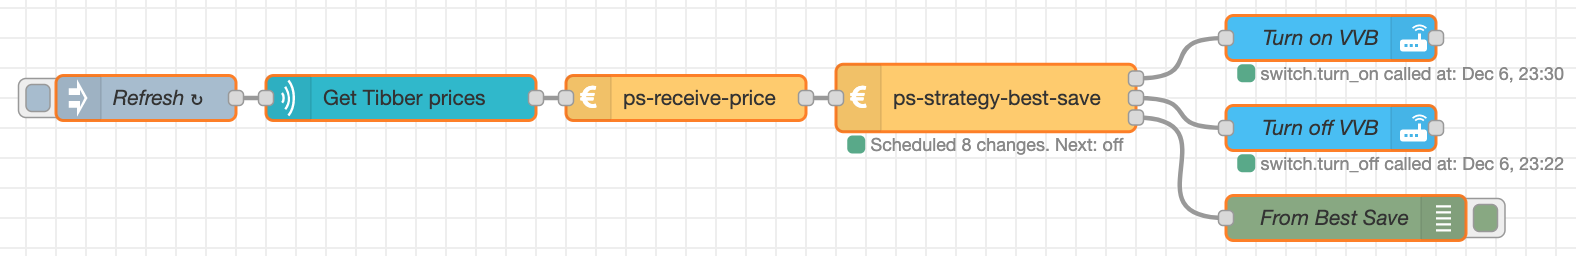 Refresh ↻
Get Tibber prices
€
ps-receive-price
€
ps-strategy-best-save
Scheduled 8 changes. Next: off
Turn on VVB
switch.turn_on called at: Dec 6, 23:30
Turn off VVB
switch.turn_off called at: Dec 6, 23:22
From Best Save